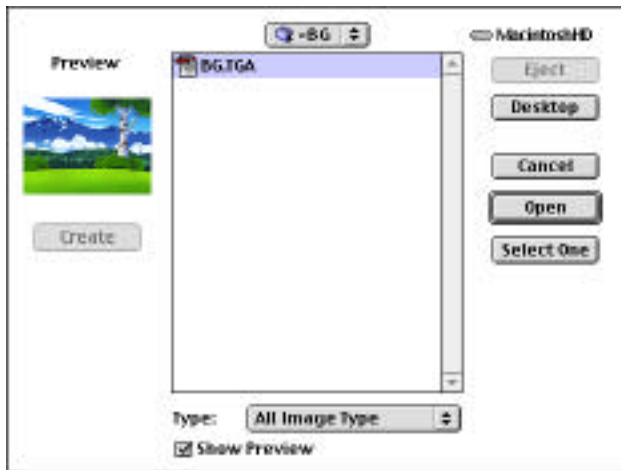 -BG
MacintoshHD
Preview
BG.TGA
Eject
Desktop
Cancel
Open
Create
Select One
Type: All Image Type
Show Preview